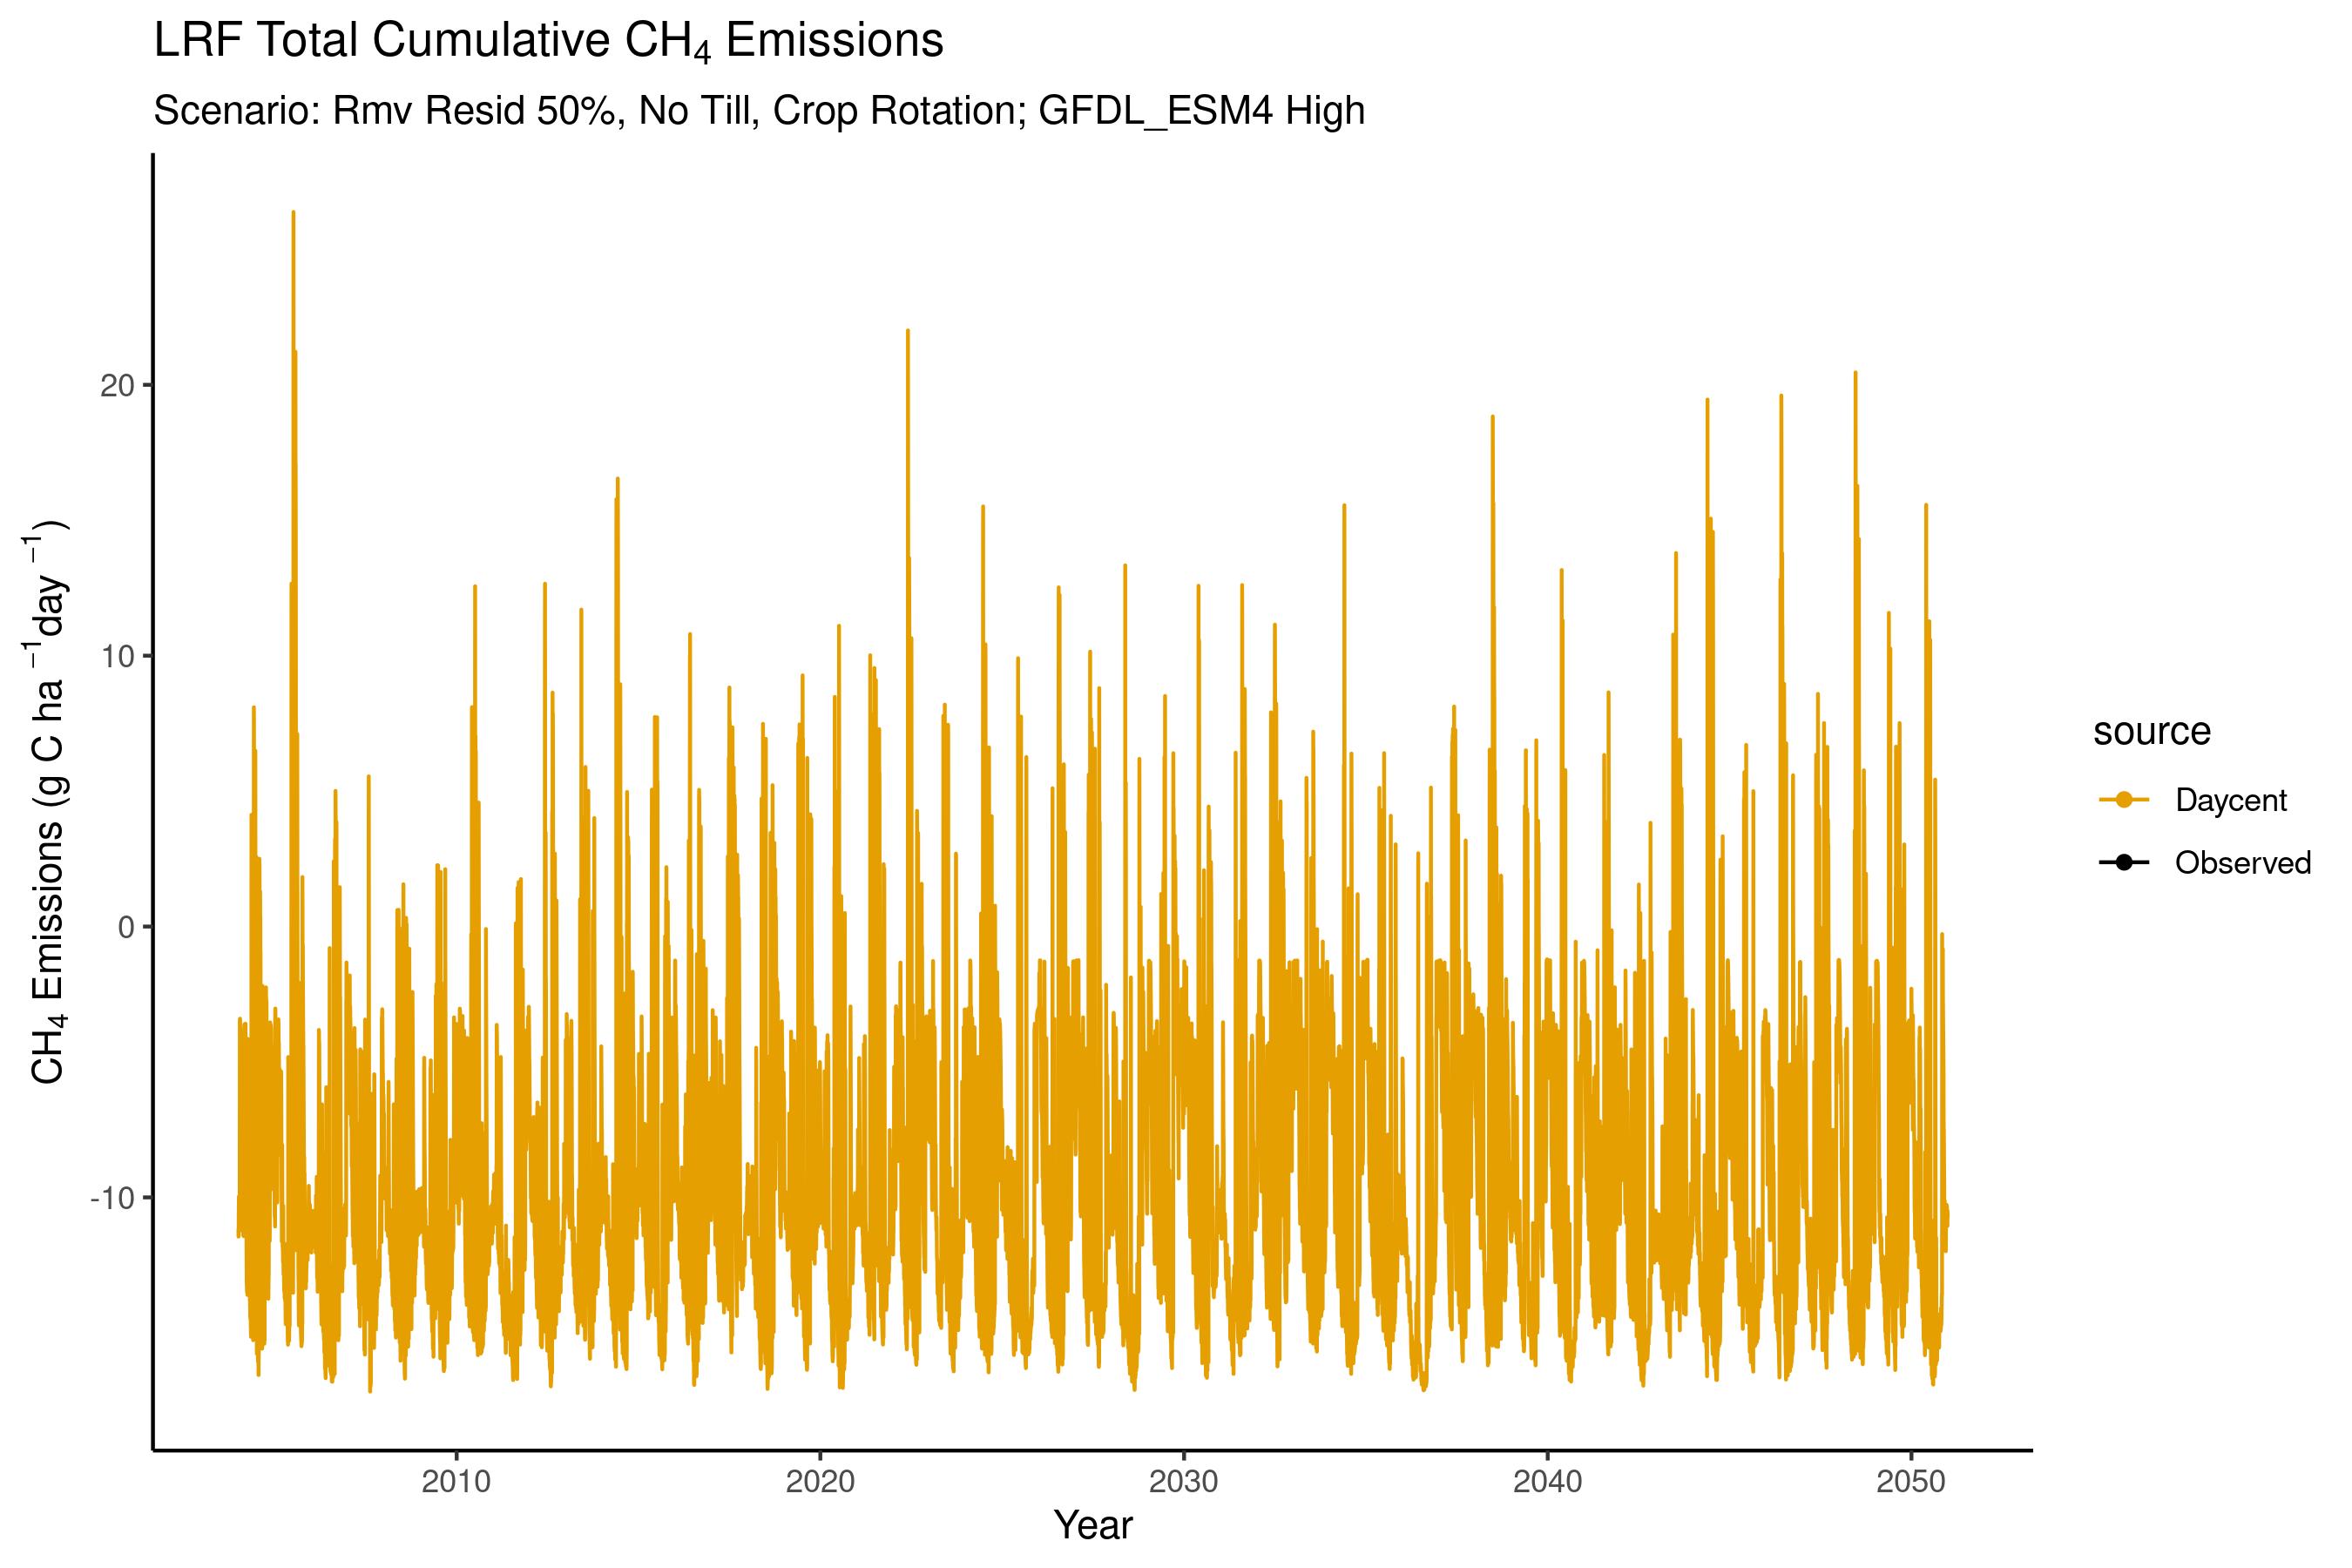 LRF Total Cumulative CH₄ Emissions
Scenario: Rmv Resid 50%, No Till, Crop Rotation; GFDL_ESM4 High
CH₄ Emissions (g C ha ⁻¹day ⁻¹)
20
10
0
-10
2010 2020 2030 2040 2050
Year
source
Daycent
Observed